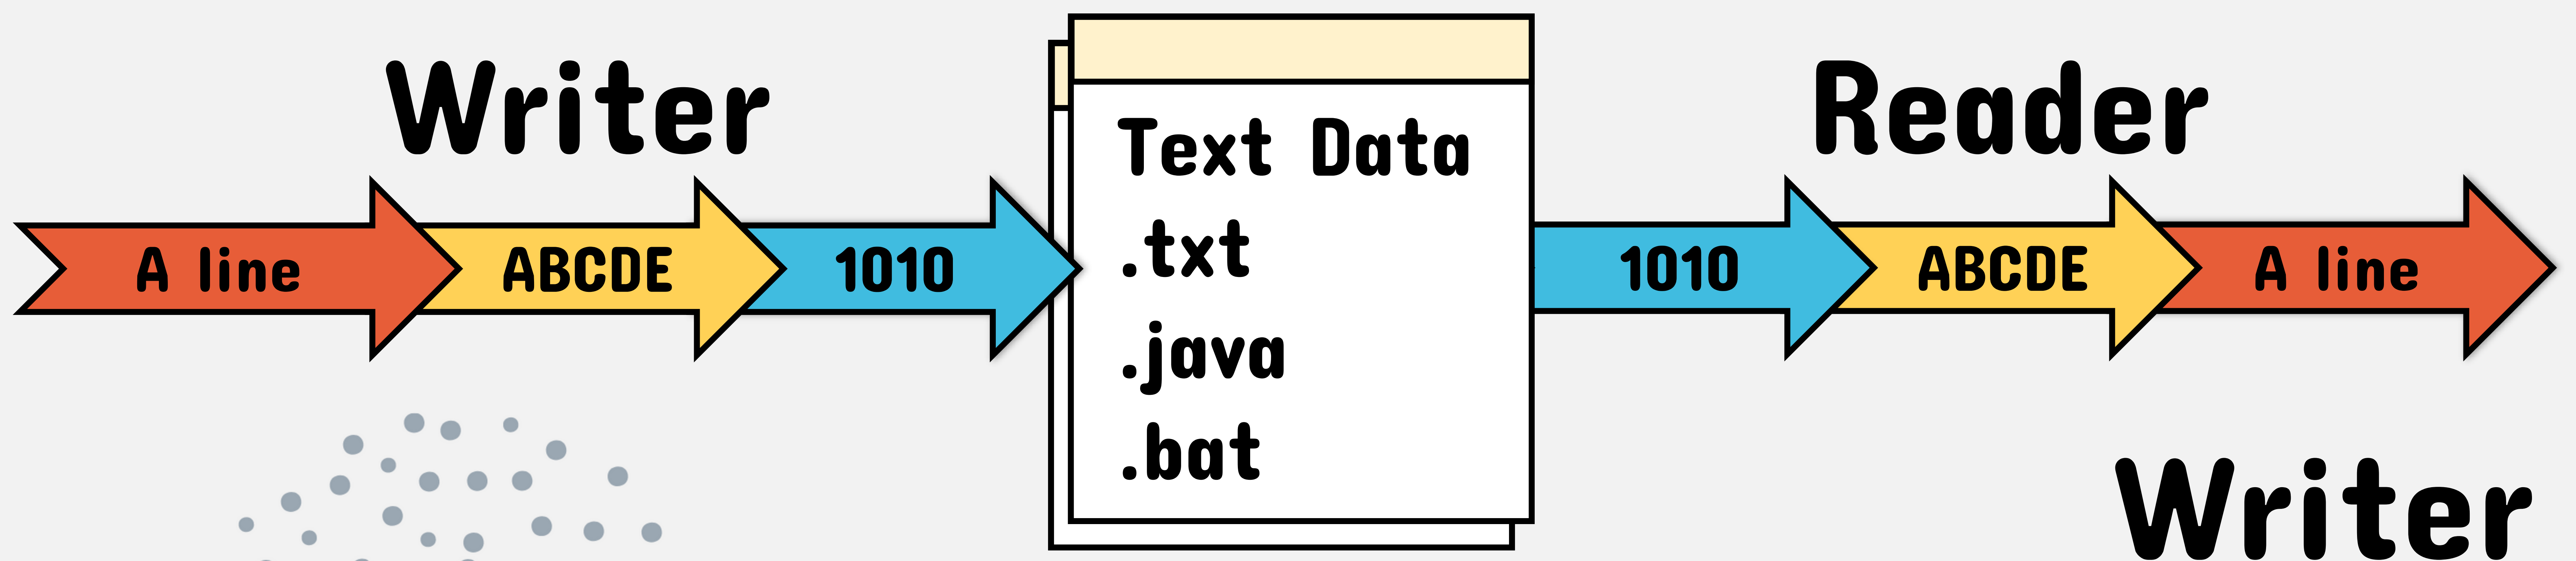 Writer
A line
ABCDE
1010
Text Data
.txt
.java
.bat
Reader
1010
ABCDE
A line
Writer